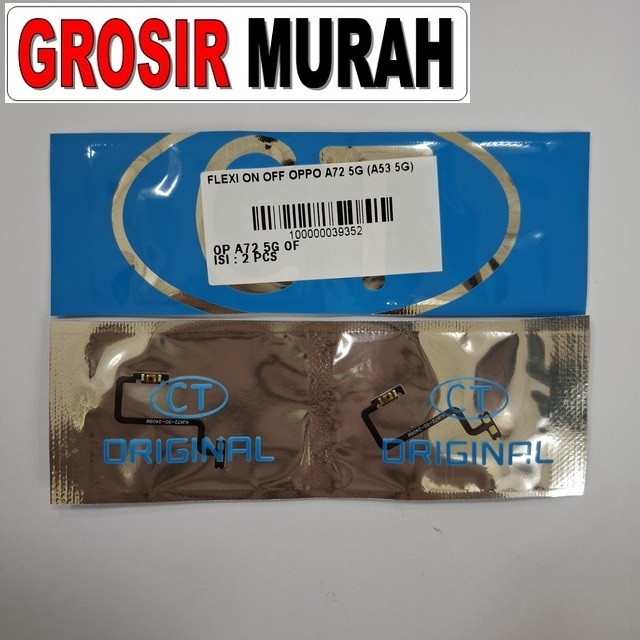 GROSIR MURAH
CT
FLEXI ON OFF OPPO A72 5G (A53 5G)
100000039352
OP A72 5G OF
ISI : 2 PCS
CT
ORIGINAL
CT
ORIGINAL